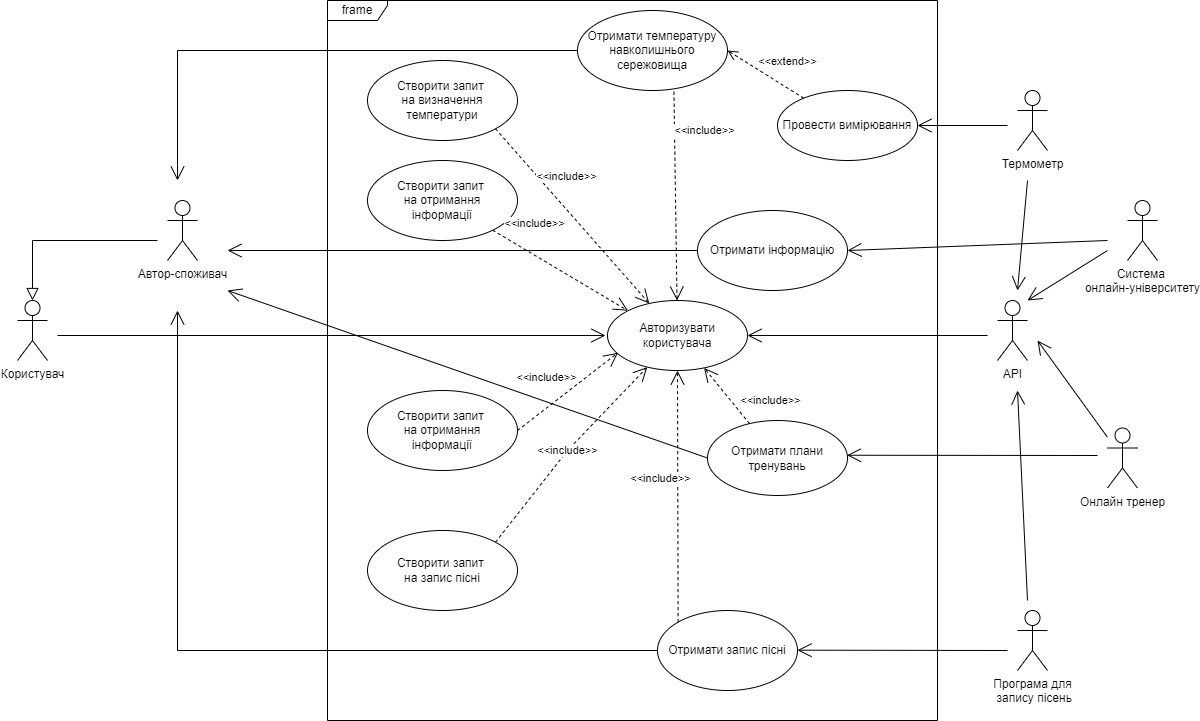 frame
Отримати температуру
навколишнього
сережовища
<<extend>>
Створити запит
на визначення
температури
Провести вимірювання
<<include>>
Термометр
<<include>>
Створити запит
на отримання
інформації
<<include>>
Отримати інформацію
Автор-споживач
Система
онлайн-університету
Авторизувати
користувача
Користувач
API
<<include>>
<<include>>
Створити запит
на отримання
інформації
<<include>>
Отримати плани
тренувань
<<include>>
Онлайн тренер
Створити запит
на запис пісні
Отримати запис пісні
Програма для
запису пісень